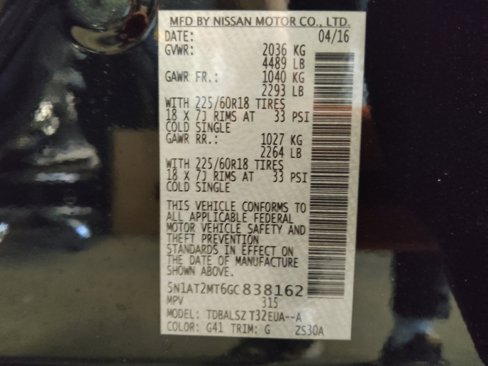 MFD BY NISSAN MOTOR CO., LTD.
DATE: 04/16
GVWR: 2036 KG
4489 LB
GAWR FR.: 1040 KG
2293 LB
WITH 225/60R18 TIRES
18 X 7J RIMS AT 33 PSI
COLD SINGLE
GAWR RR.: 1027 KG
2264 LB
WITH 225/60R18 TIRES
18 X 7J RIMS AT 33 PSI
COLD SINGLE
THIS VEHICLE CONFORMS TO
ALL APPLICABLE FEDERAL
MOTOR VEHICLE SAFETY AND
THEFT PREVENTION
STANDARDS IN EFFECT ON
THE DATE OF MANUFACTURE
SHOWN ABOVE.
5N1AT2MT6GC838162
MPV 315
MODEL: TDBALSZ T32EUA--A
COLOR: G41 TRIM: G ZS30A